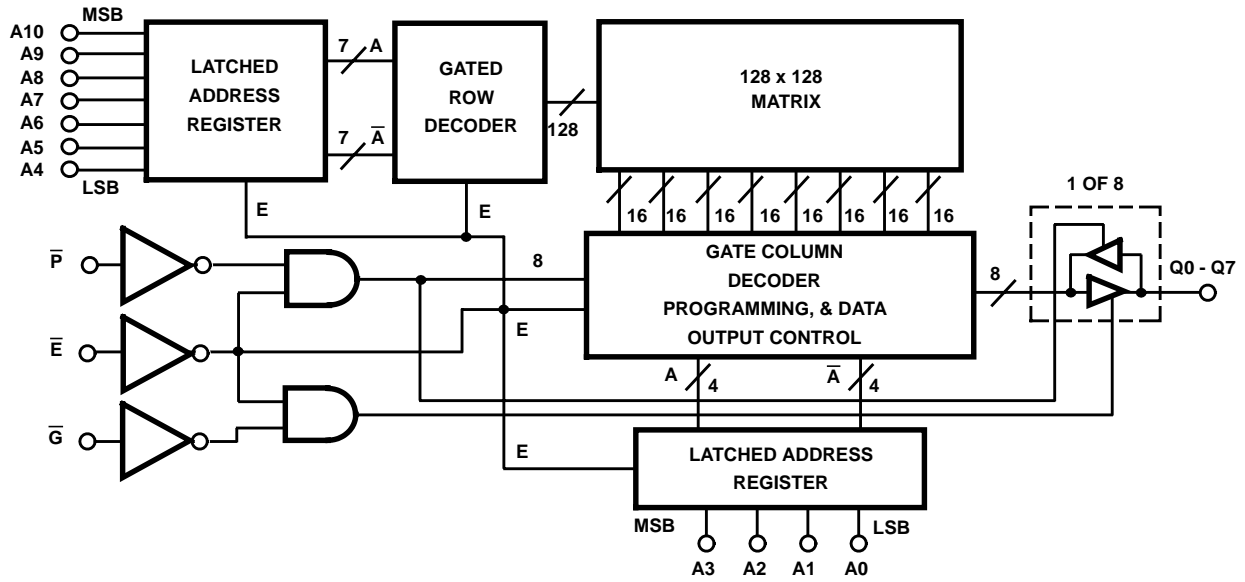 MSB
A10
A9
A8
A7
A6
A5
A4
LSB
LATCHED
ADDRESS
REGISTER
7 A
7 A̅
GATED
ROW
DECODER
128
128 x 128
MATRIX
E
E
16 16 16 16 16 16 16 16
1 OF 8
P̅
E̅
G̅
8
E
GATE COLUMN
DECODER
PROGRAMMING, & DATA
OUTPUT CONTROL
8
Q0 - Q7
A 4
A̅ 4
E
LATCHED ADDRESS
REGISTER
MSB
LSB
A3 A2 A1 A0